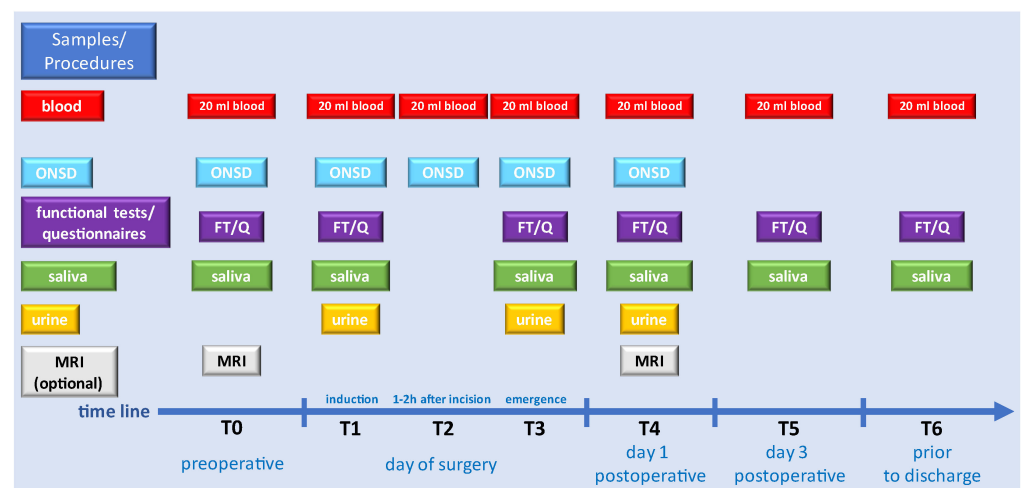 Samples/
Procedures
blood 20 ml blood 20 ml blood 20 ml blood 20 ml blood 20 ml blood 20 ml blood 20 ml blood
ONSD ONSD ONSD ONSD ONSD ONSD
functional tests/
questionnaires FT/Q FT/Q FT/Q FT/Q FT/Q FT/Q
saliva saliva saliva saliva saliva saliva saliva
urine urine urine urine
MRI
(optional) MRI MRI
induction 1-2h after incision emergence
time line
T0 T1 T2 T3 T4 T5 T6
preoperative day of surgery
day 1
postoperative
day 3
postoperative
prior
to discharge